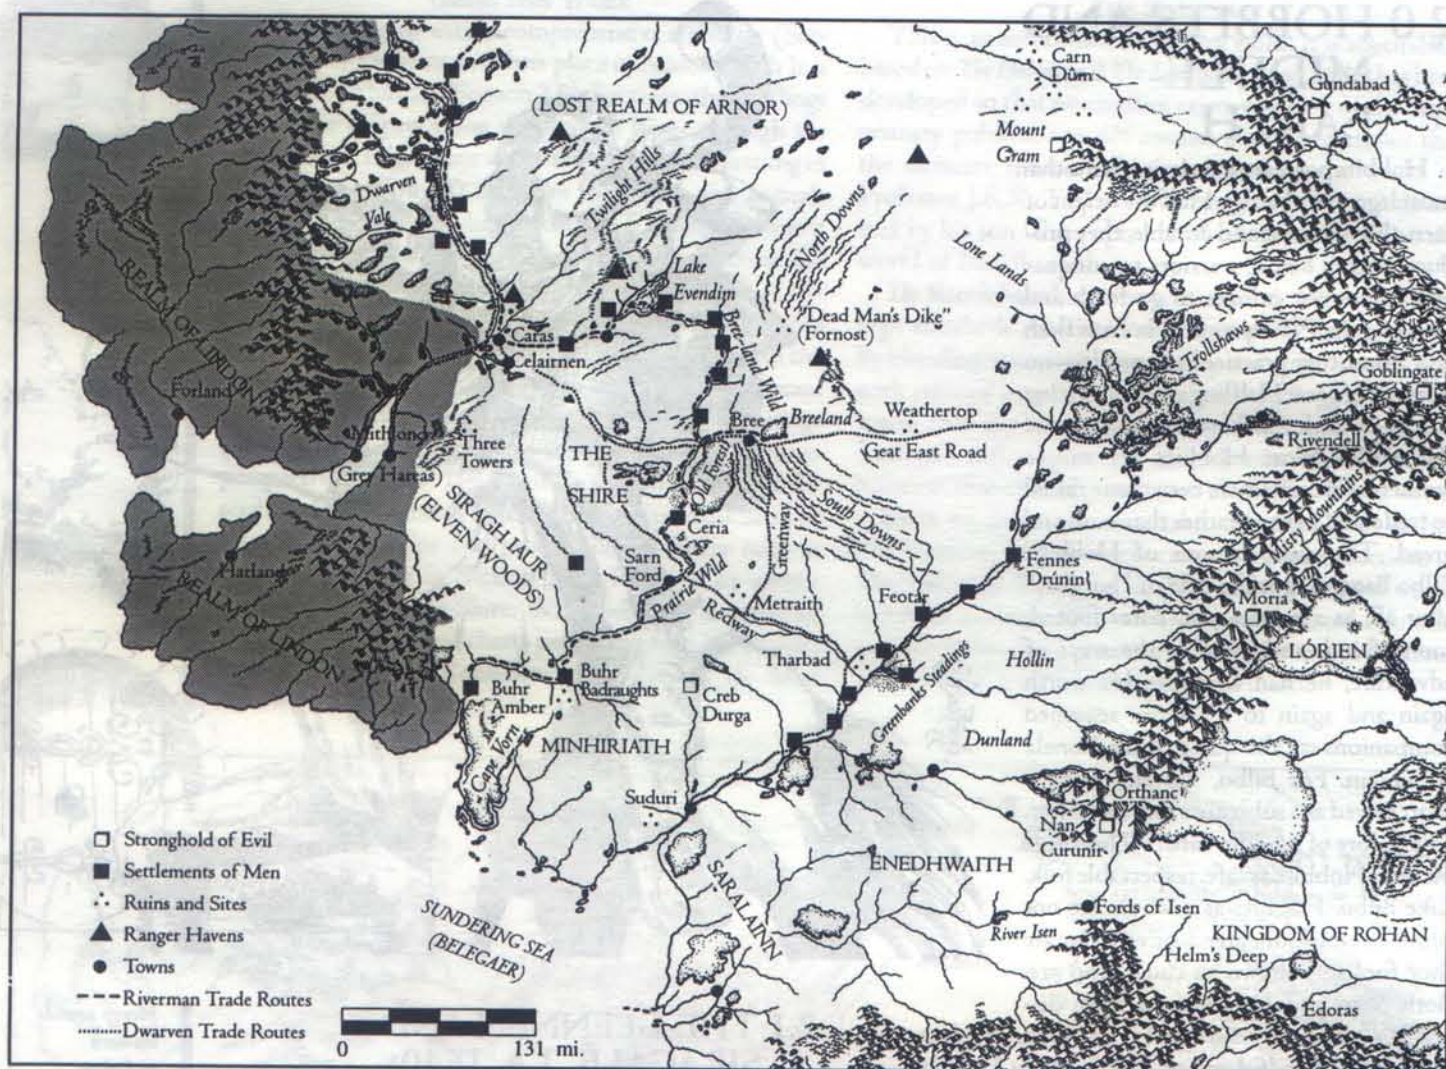 (LOST REALM OF ARNOR)
Carn
Dûm
Gundabad
Mount
Gram
Dwarven
Vale
Twilight Hills
North Downs
Lone Lands
REALM OF LINDON
Lake
Evendim
"Dead Man's Dike"
(Fornost)
Bree-land Wild
Trollshaws
Caras
Celairnen
Goblingate
Forland
Breeland
Weathertop
Bree
Mithlond
Three
Towers
THE
SHIRE
Geat East Road
Rivendell
(Grey Hareas)
Old Forest
SIRAGH IAUR
(ELVEN WOODS)
South Downs
Greenway
Misty Mountains
Ceria
Sarn
Ford
Harland
Fennes
Drúnin
Prairie Wild
Metraith
Feotar
Moria
REALM OF LINDON
Redway
Tharbad
Hollin
LÓRIEN
Greenbanks Steadings
Buhr
Amber
Buhr
Badraughts
Creb
Durga
Cape Vorn
MINHIRIATH
Dunland
Suduri
Orthanc
Nan
Curunír
SARALAINN
ENEDHWAITH
SUNDERING SEA
(BELEGAER)
River Isen
Fords of Isen
KINGDOM OF ROHAN
Helm's Deep
Edoras
Stronghold of Evil
Settlements of Men
Ruins and Sites
Ranger Havens
Towns
Riverman Trade Routes
Dwarven Trade Routes
0 131 mi.